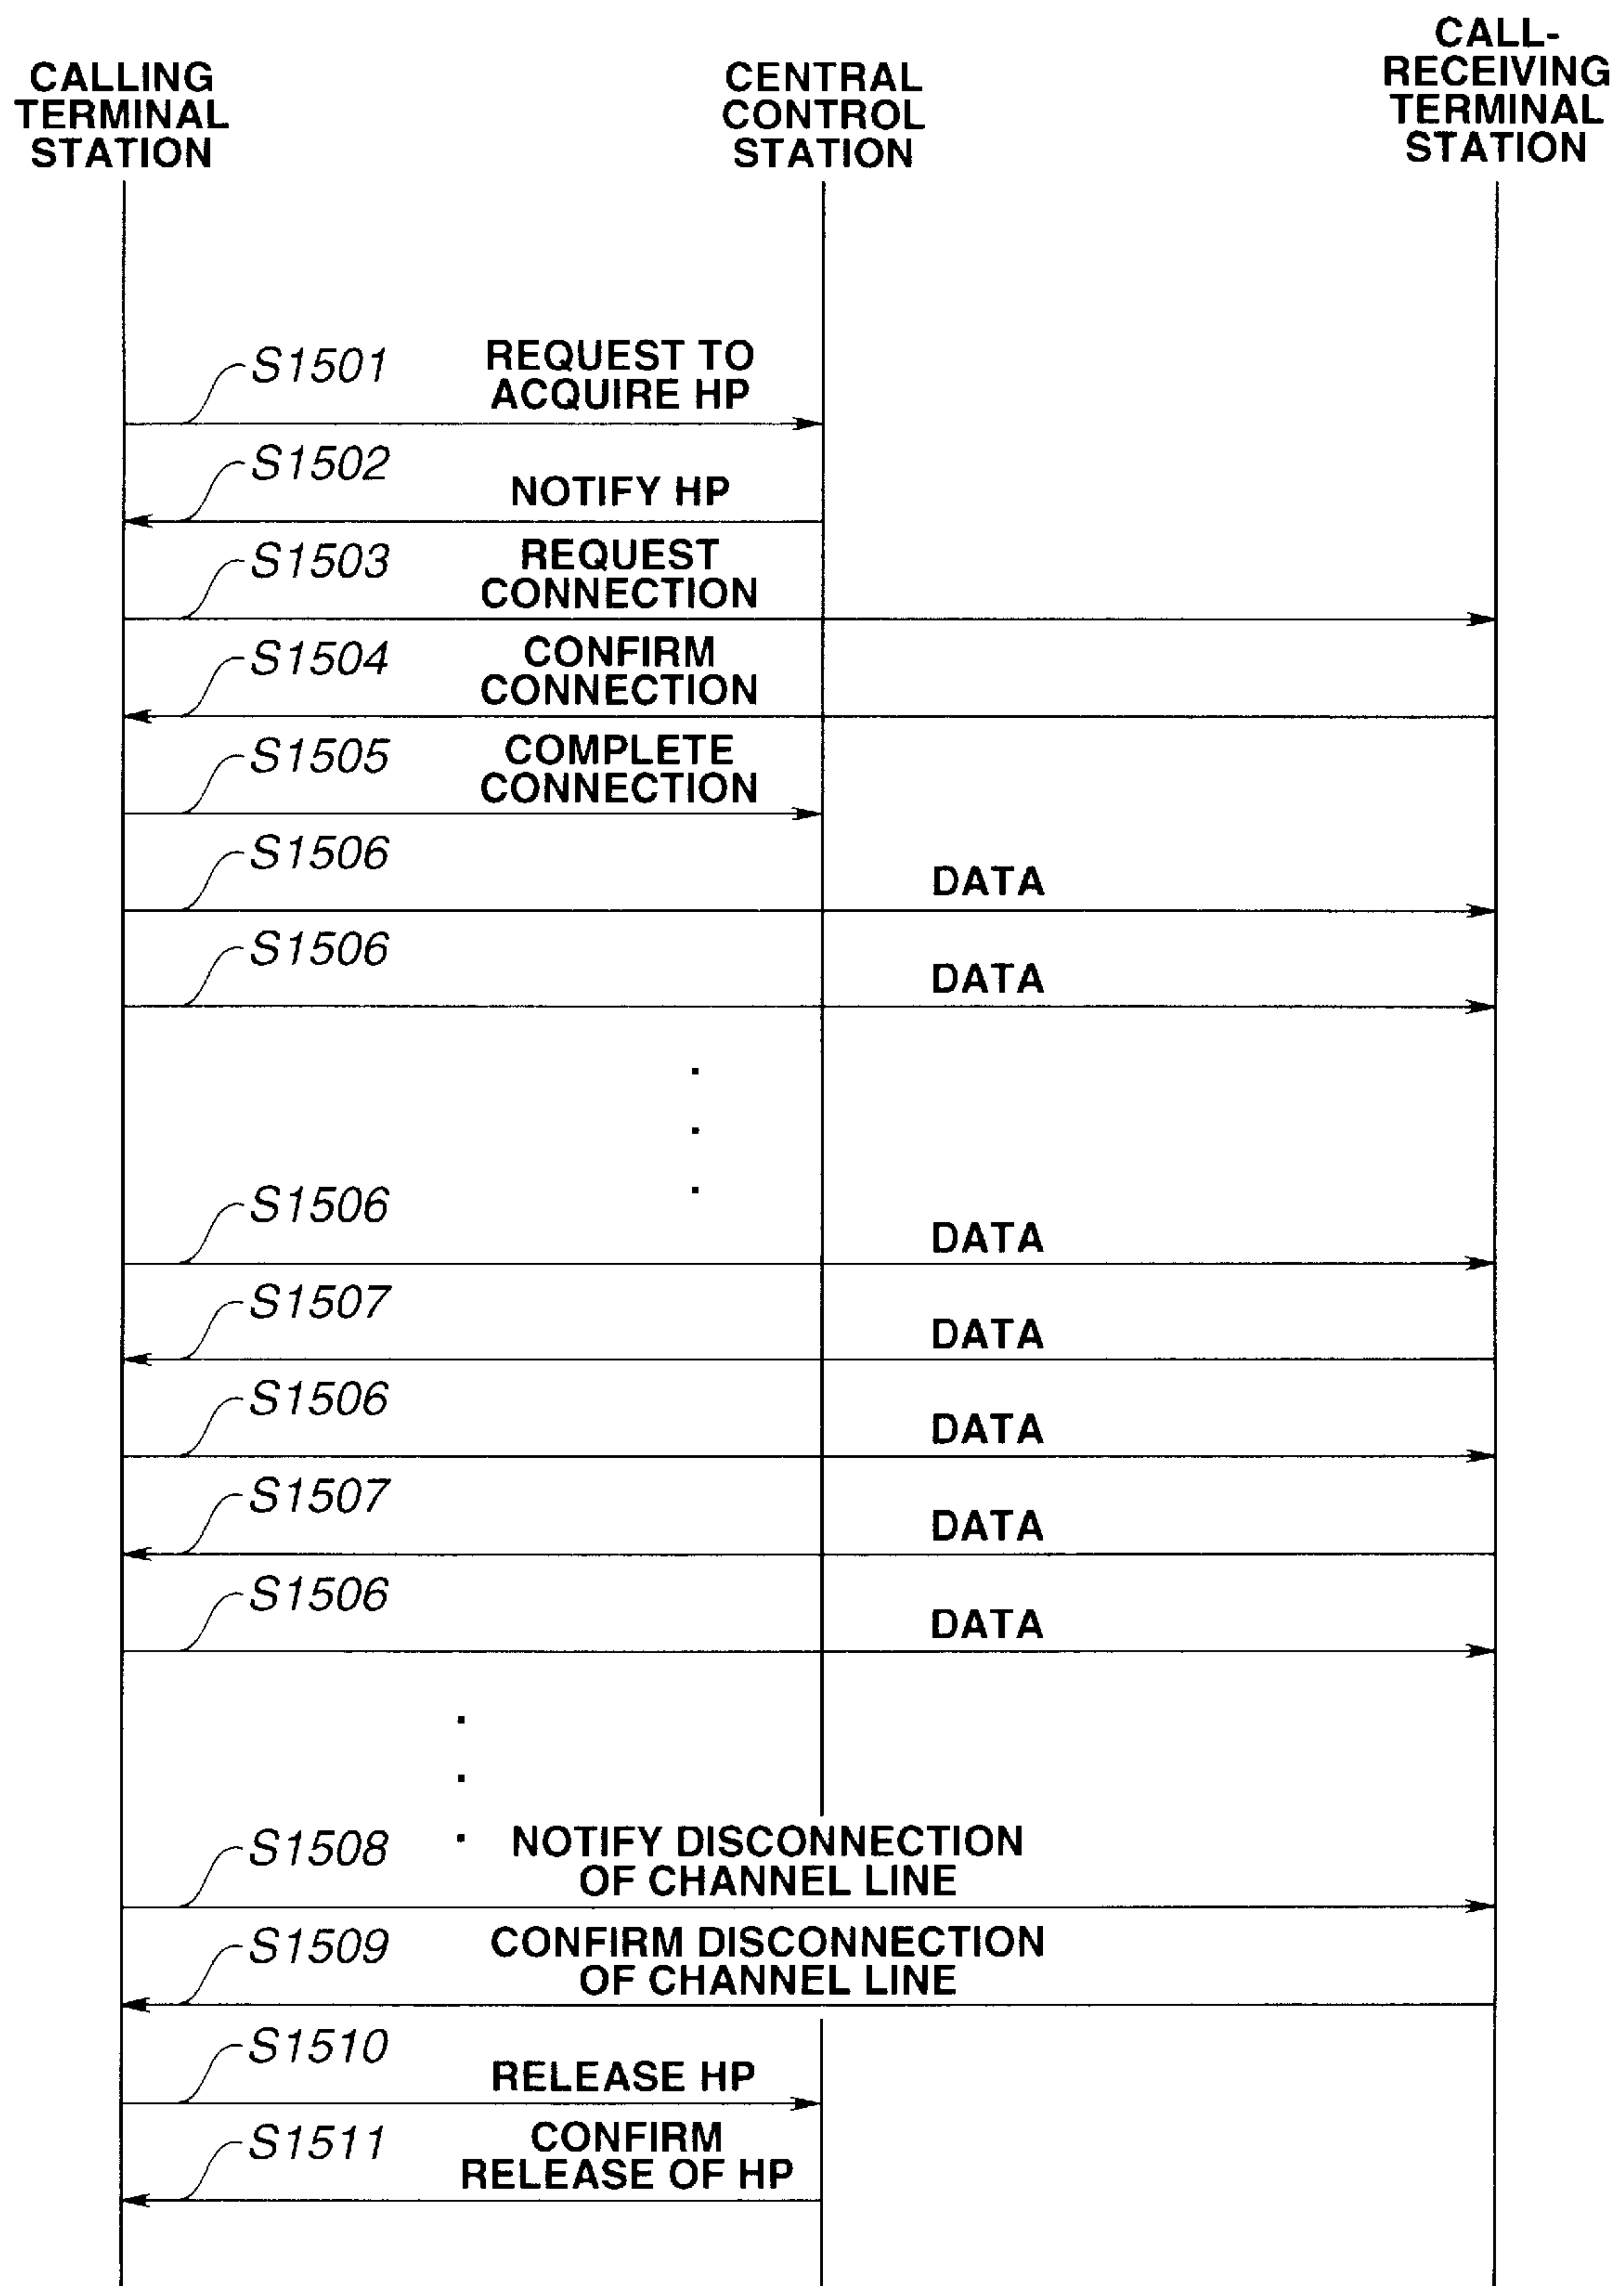 CALLING
TERMINAL
STATION
CENTRAL
CONTROL
STATION
CALL-
RECEIVING
TERMINAL
STATION
S1501
REQUEST TO
ACQUIRE HP
S1502
NOTIFY HP
S1503
REQUEST
CONNECTION
S1504
CONFIRM
CONNECTION
S1505
COMPLETE
CONNECTION
S1506
DATA
S1506
DATA
S1506
DATA
S1507
DATA
S1506
DATA
S1507
DATA
S1506
DATA
S1508
NOTIFY DISCONNECTION
OF CHANNEL LINE
S1509
CONFIRM DISCONNECTION
OF CHANNEL LINE
S1510
RELEASE HP
S1511
CONFIRM
RELEASE OF HP